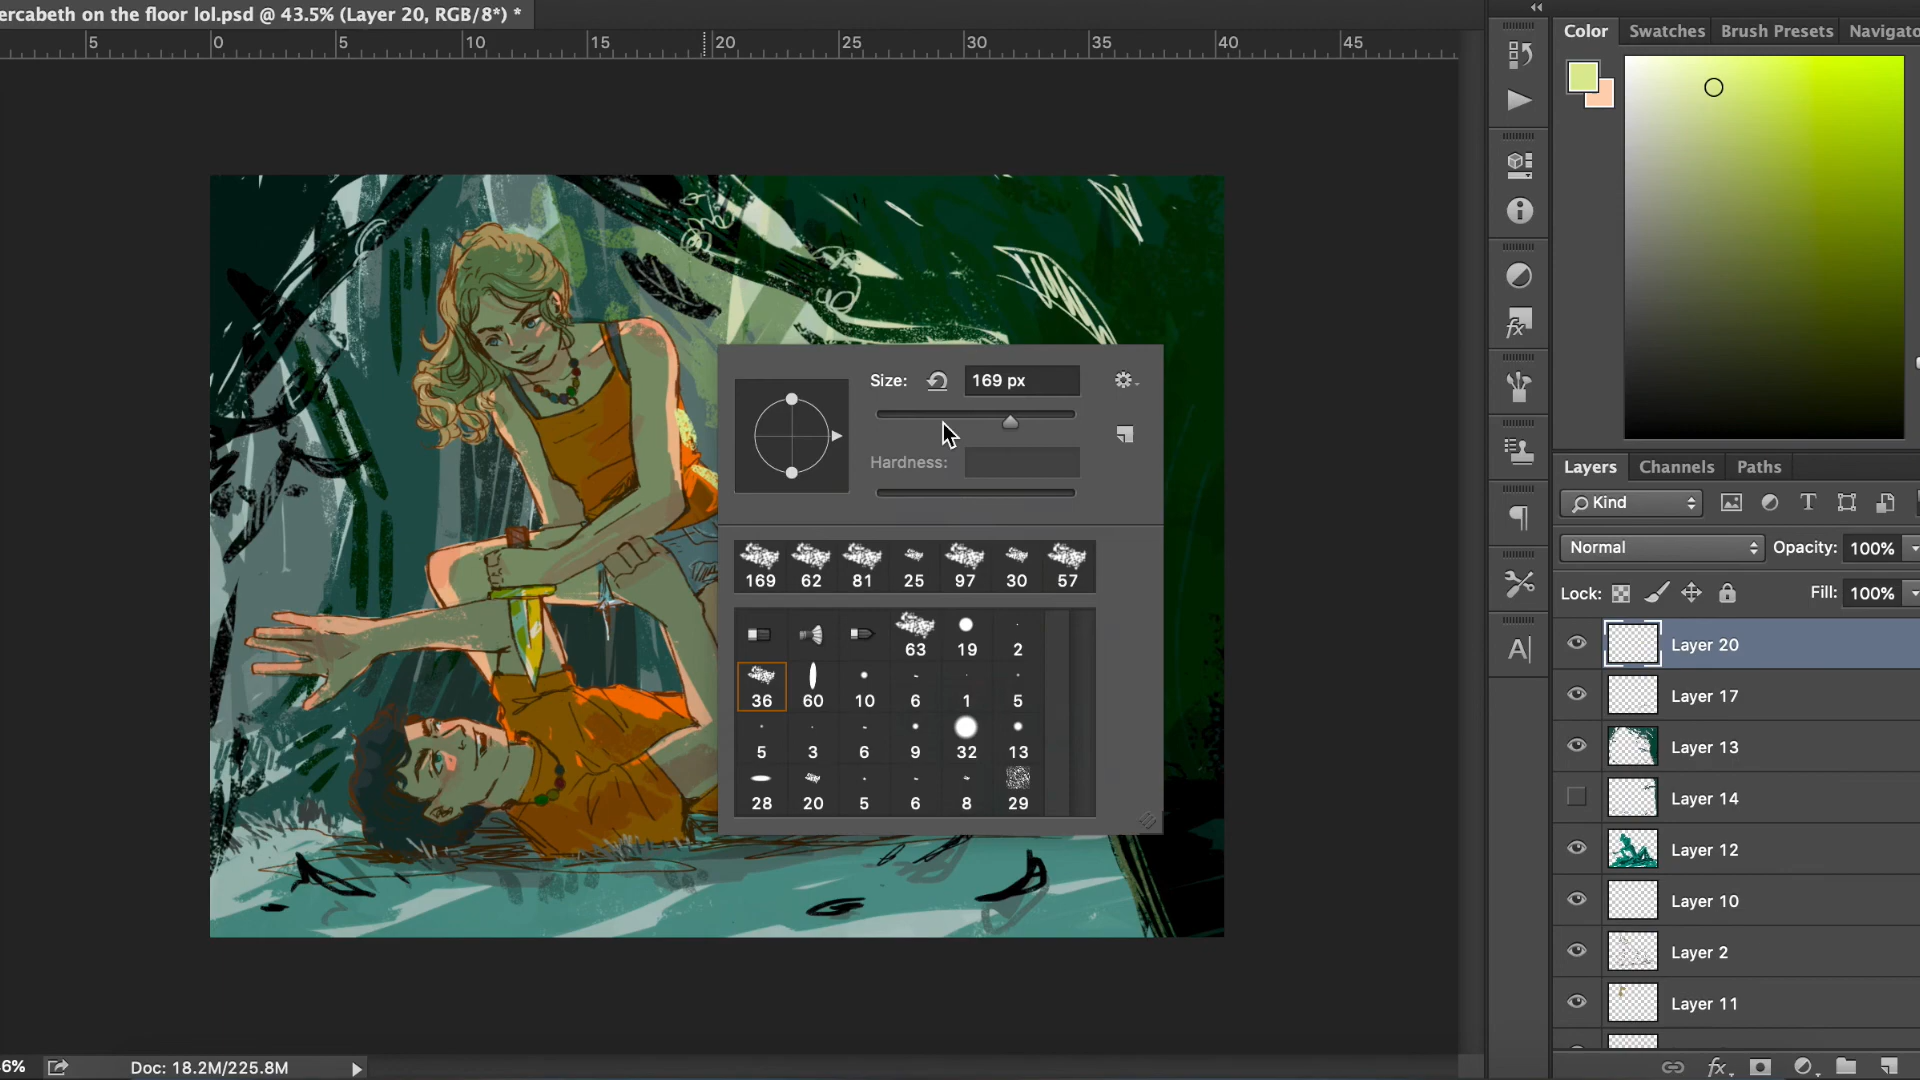 ercabeth on the floor lol.psd @ 43.5% (Layer 20, RGB/8*) *
5 0 5 10 15 20 25 30 35 40 45
Color Swatches Brush Presets Navigato
Size: 169 px
Hardness:
169 62 81 25 97 30 57
63 19 2
36 60 10 6 1 5
5 3 6 9 32 13
28 20 5 6 8 29
Layers Channels Paths
Kind
Normal Opacity: 100%
Lock: Fill: 100%
Layer 20
Layer 17
Layer 13
Layer 14
Layer 12
Layer 10
Layer 2
Layer 11
6% Doc: 18.2M/225.8M